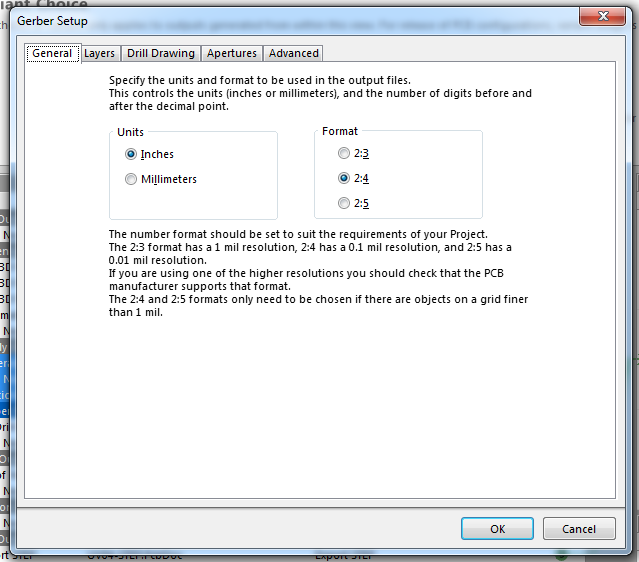 iant Choice
Gerber Setup
General
Layers
Drill Drawing
Apertures
Advanced
Specify the units and format to be used in the output files.
This controls the units (inches or millimeters), and the number of digits before and
after the decimal point.
Units
Inches
Millimeters
Format
2:3
2:4
2:5
The number format should be set to suit the requirements of your Project.
The 2:3 format has a 1 mil resolution, 2:4 has a 0.1 mil resolution, and 2:5 has a
0.01 mil resolution.
If you are using one of the higher resolutions you should check that the PCB
manufacturer supports that format.
The 2:4 and 2:5 formats only need to be chosen if there are objects on a grid finer
than 1 mil.
OK
Cancel
port STEP
Export STEP